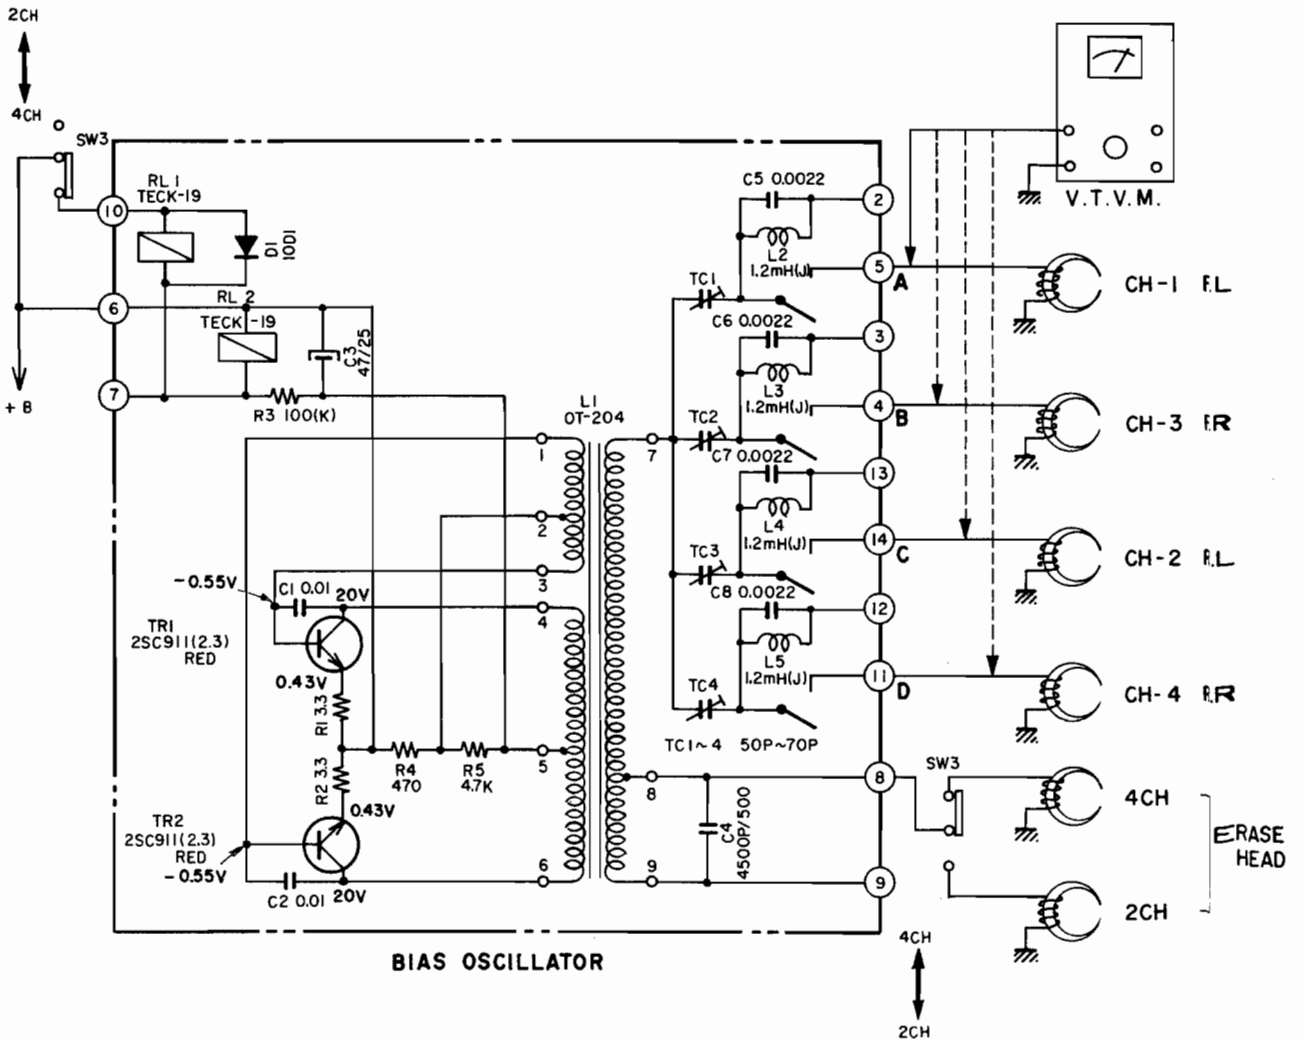 2CH
4CH
SW3
RL 1
TECK-19
10
D1
10D1
6
RL 2
TECK-19
C3
47/25
7
R3 100(K)
+B
L1
OT-204
1
2
3
4
5
6
7
8
9
-0.55V
C1 0.01
20V
TR1
2SC911(2.3)
RED
0.43V
R1 3.3
R2 3.3
R4
470
R5
4.7K
0.43V
TR2
2SC911(2.3)
RED
-0.55V
C2 0.01
20V
C5 0.0022
2
L2
1.2mH(J)
5
A
TC1
C6 0.0022
3
L3
1.2mH(J)
4
B
TC2
C7 0.0022
13
L4
1.2mH(J)
14
C
TC3
C8 0.0022
12
L5
1.2mH(J)
11
D
TC4
TC1~4 50P~70P
8
C4
4500P/500
9
V.T.V.M.
CH-1 F.L
CH-3 F.R
CH-2 R.L
CH-4 R.R
SW3
4CH
ERASE
HEAD
2CH
4CH
2CH
BIAS OSCILLATOR